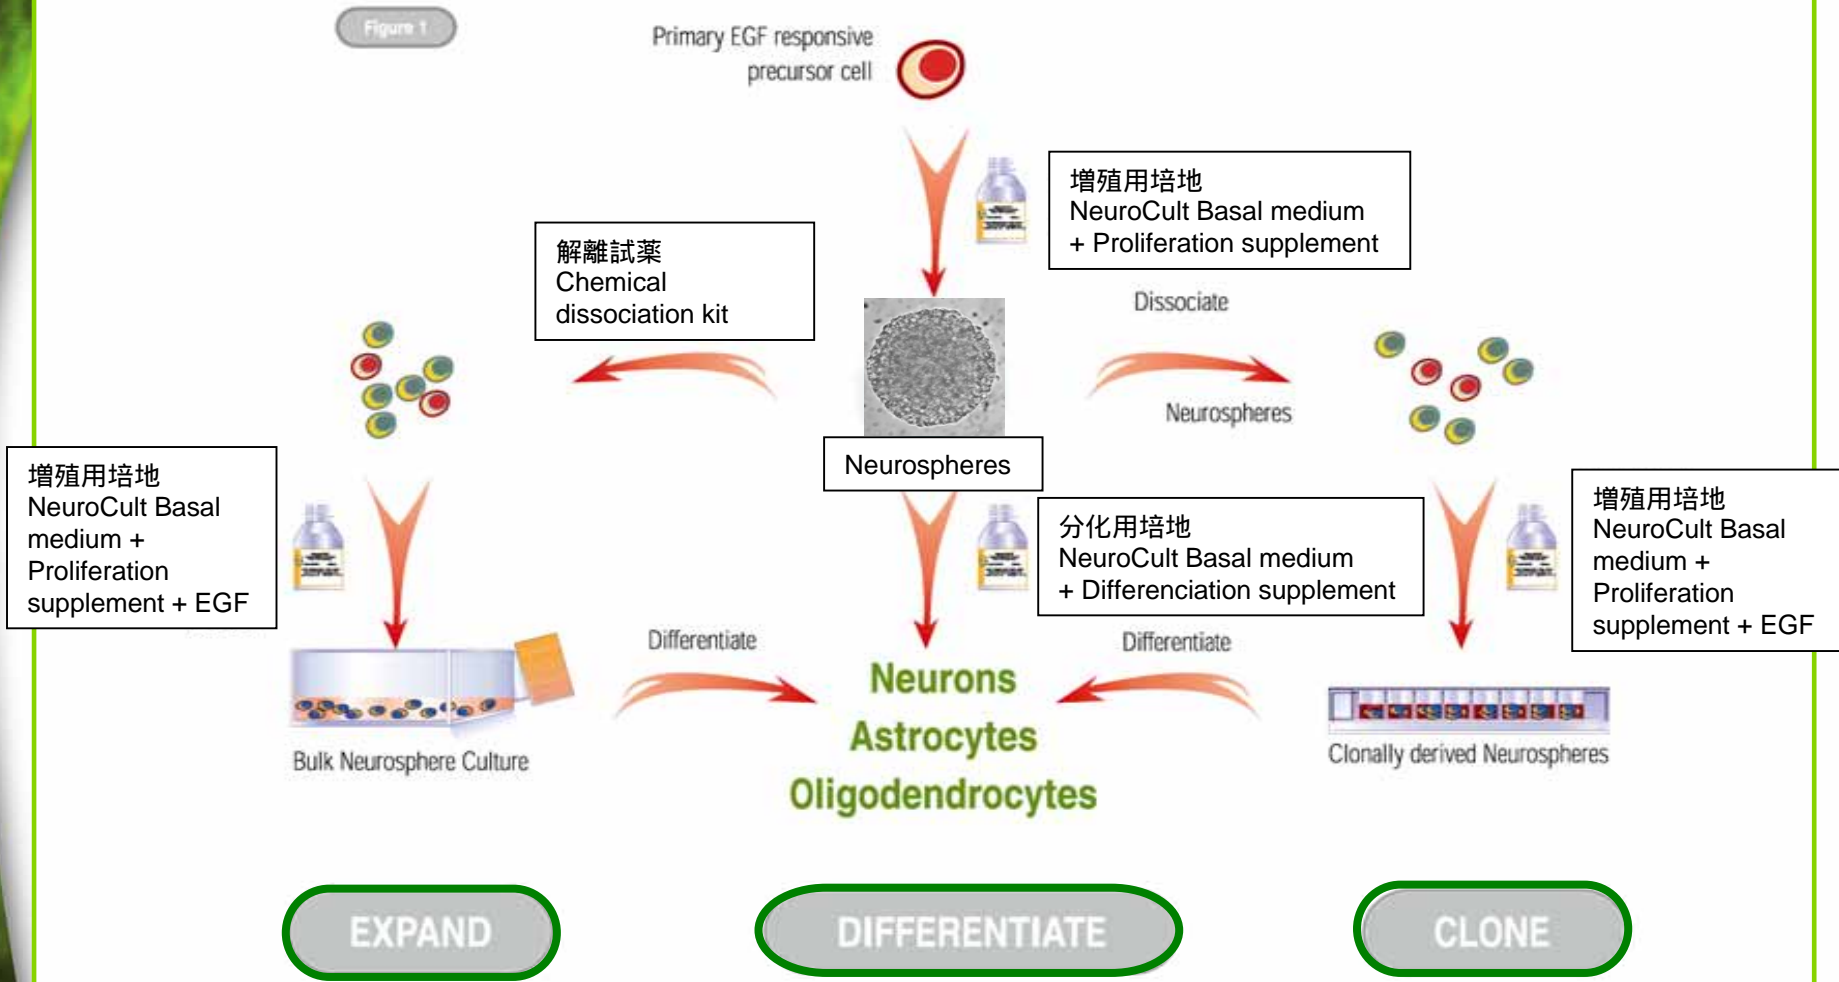 Figure 1
Primary EGF responsive
precursor cell
増殖用培地
NeuroCult Basal medium
+ Proliferation supplement
解離試薬
Chemical
dissociation kit
Dissociate
Neurospheres
Neurospheres
増殖用培地
NeuroCult Basal
medium +
Proliferation
supplement + EGF
分化用培地
NeuroCult Basal medium
+ Differenciation supplement
増殖用培地
NeuroCult Basal
medium +
Proliferation
supplement + EGF
Differentiate
Differentiate
Neurons
Astrocytes
Oligodendrocytes
Bulk Neurosphere Culture
Clonally derived Neurospheres
EXPAND
DIFFERENTIATE
CLONE